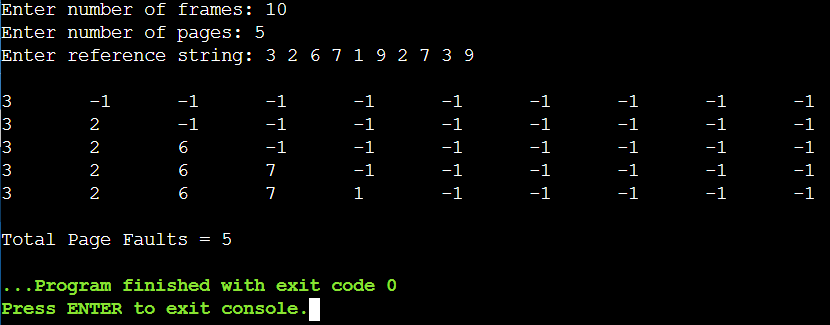 Enter number of frames: 10
Enter number of pages: 5
Enter reference string: 3 2 6 7 1 9 2 7 3 9
3 -1 -1 -1 -1 -1 -1 -1 -1 -1
3 2 -1 -1 -1 -1 -1 -1 -1 -1
3 2 6 -1 -1 -1 -1 -1 -1 -1
3 2 6 7 -1 -1 -1 -1 -1 -1
3 2 6 7 1 -1 -1 -1 -1 -1
Total Page Faults = 5
...Program finished with exit code 0
Press ENTER to exit console.